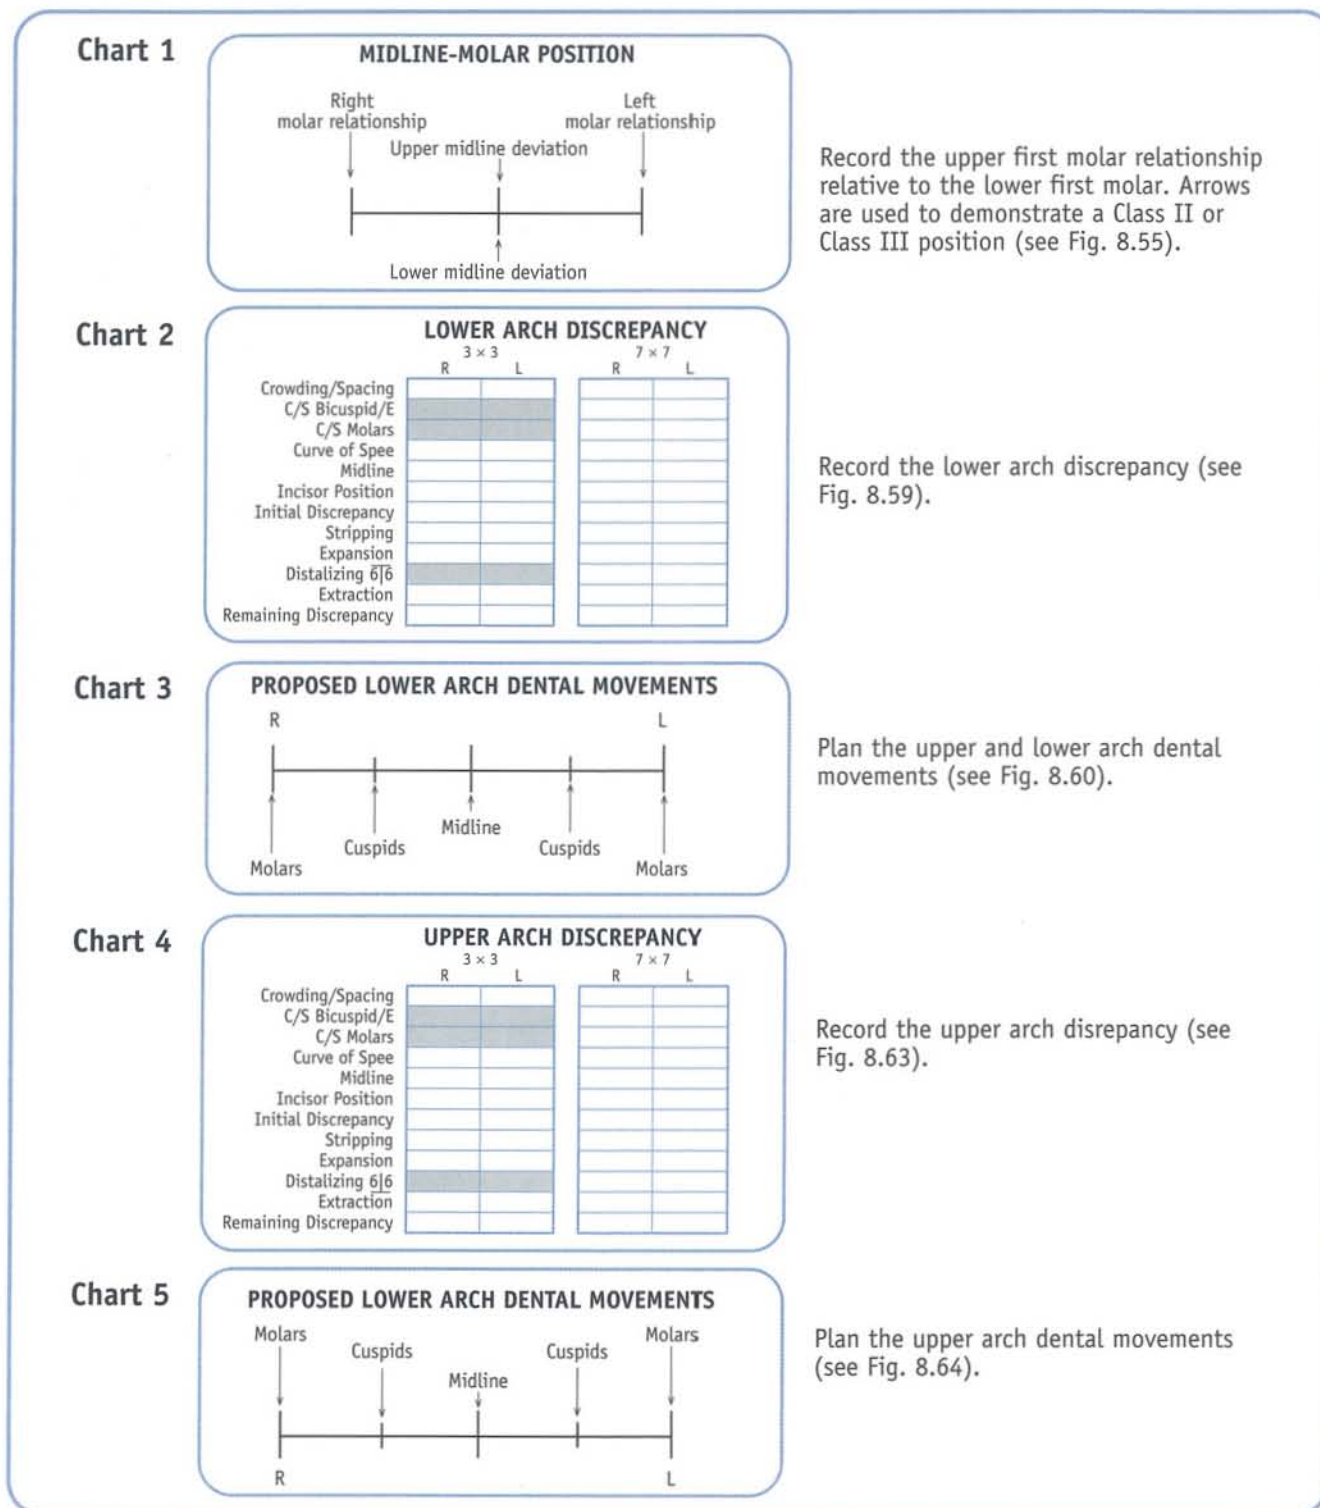 Chart 1
MIDLINE-MOLAR POSITION
Right
molar relationship
Left
molar relationship
Upper midline deviation
Lower midline deviation
Record the upper first molar relationship
relative to the lower first molar. Arrows
are used to demonstrate a Class II or
Class III position (see Fig. 8.55).
Chart 2
LOWER ARCH DISCREPANCY
3 × 3 7 × 7
R L R L
Crowding/Spacing
C/S Bicuspid/E
C/S Molars
Curve of Spee
Midline
Incisor Position
Initial Discrepancy
Stripping
Expansion
Distalizing 6|6
Extraction
Remaining Discrepancy
Record the lower arch discrepancy (see
Fig. 8.59).
Chart 3
PROPOSED LOWER ARCH DENTAL MOVEMENTS
R L
Midline
Cuspids Cuspids
Molars Molars
Plan the upper and lower arch dental
movements (see Fig. 8.60).
Chart 4
UPPER ARCH DISCREPANCY
3 × 3 7 × 7
R L R L
Crowding/Spacing
C/S Bicuspid/E
C/S Molars
Curve of Spee
Midline
Incisor Position
Initial Discrepancy
Stripping
Expansion
Distalizing 6|6
Extraction
Remaining Discrepancy
Record the upper arch disrepancy (see
Fig. 8.63).
Chart 5
PROPOSED LOWER ARCH DENTAL MOVEMENTS
Molars Molars
Cuspids Cuspids
Midline
R L
Plan the upper arch dental movements
(see Fig. 8.64).